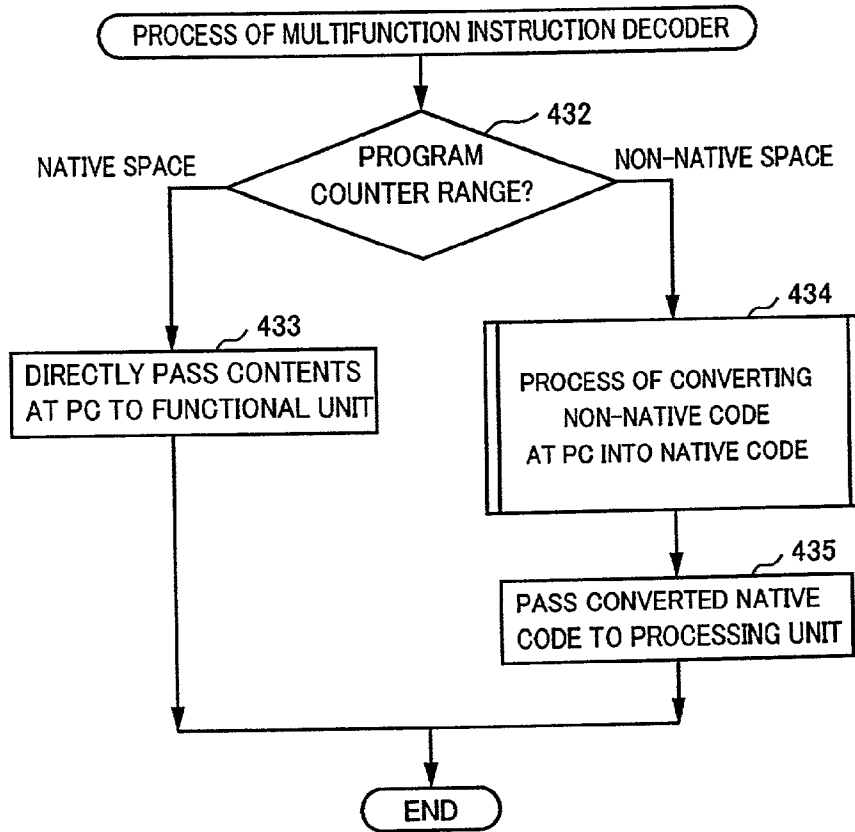 PROCESS OF MULTIFUNCTION INSTRUCTION DECODER
432
PROGRAM
COUNTER RANGE?
NATIVE SPACE
NON-NATIVE SPACE
433
DIRECTLY PASS CONTENTS
AT PC TO FUNCTIONAL UNIT
434
PROCESS OF CONVERTING
NON-NATIVE CODE
AT PC INTO NATIVE CODE
435
PASS CONVERTED NATIVE
CODE TO PROCESSING UNIT
END